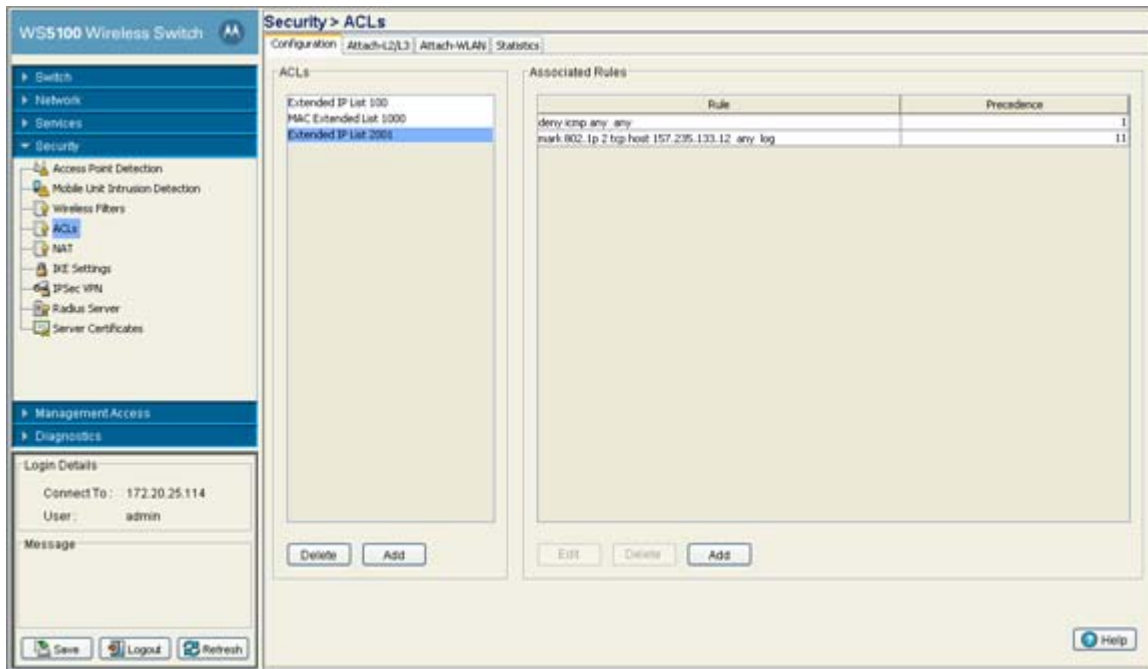 WS5100 Wireless Switch
Switch
Network
Services
Security
Access Point Detection
Mobile Unit Intrusion Detection
Wireless Filters
ACLs
NAT
IKE Settings
IPSec VPN
Radius Server
Server Certificates
Management Access
Diagnostics
Login Details
Connect To : 172.20.25.114
User : admin
Message
Save Logout Refresh
Security > ACLs
Configuration Attach-L2/L3 Attach-WLAN Statistics
ACLs
Extended IP List 100
MAC Extended List 1000
Extended IP List 2001
Delete Add
Associated Rules
Rule Precedence
deny icmp any any 1
mark 802.1p 2 tcp host 157.235.133.12 any log 11
Edit Delete Add
Help